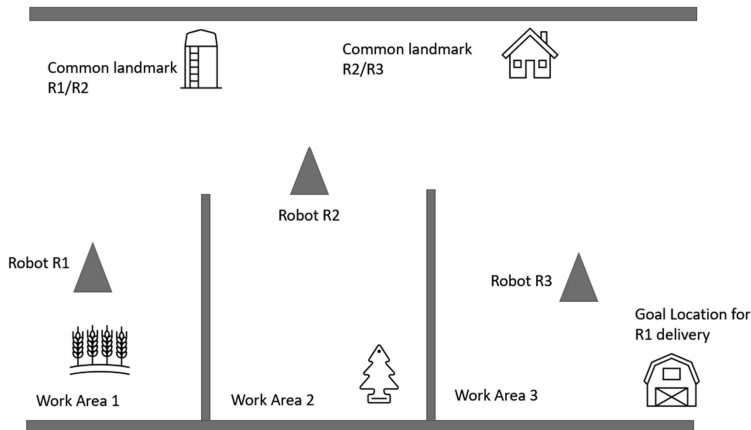 Common landmark
R1/R2
Common landmark
R2/R3
Robot R2
Robot R1
Robot R3
Goal Location for
R1 delivery
Work Area 1
Work Area 2
Work Area 3